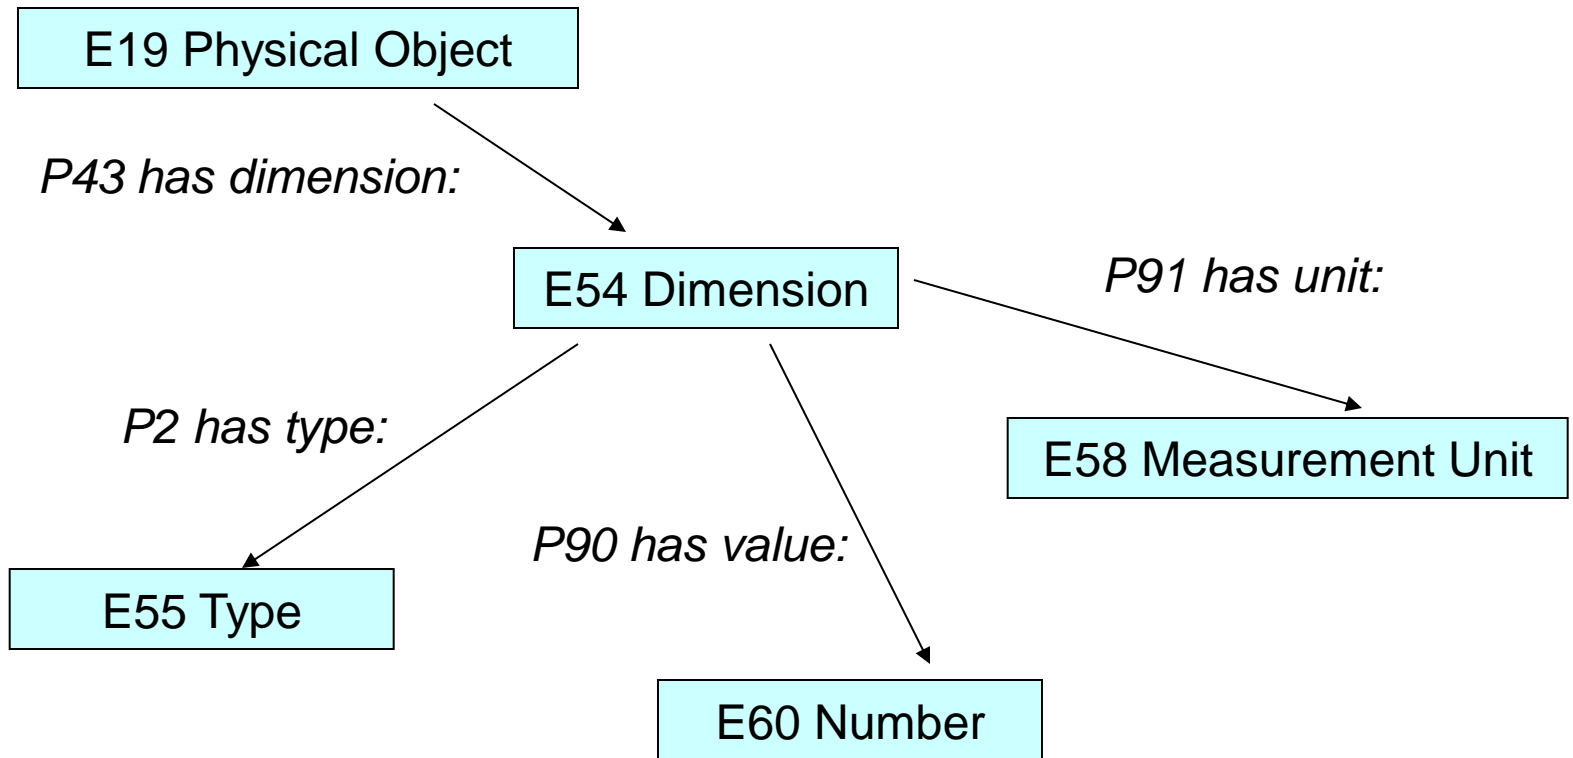 E19 Physical Object
P43 has dimension:
E54 Dimension
P91 has unit:
P2 has type:
E58 Measurement Unit
P90 has value:
E55 Type
E60 Number